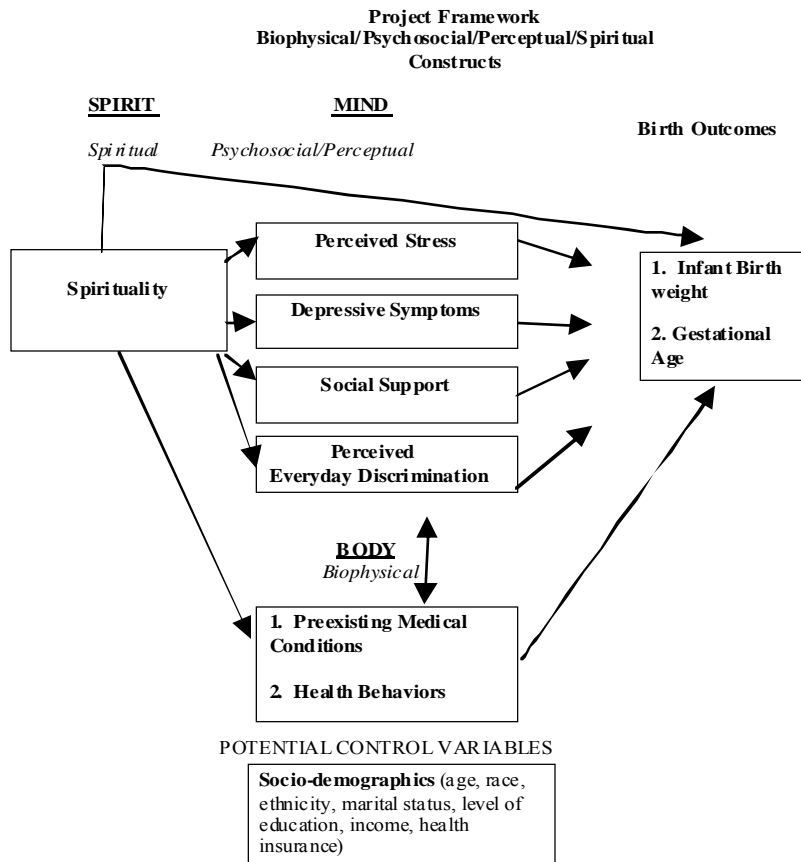 Project Framework
Biophysical/Psychosocial/Perceptual/Spiritual
Constructs
SPIRIT
MIND
Birth Outcomes
Spiritual
Psychosocial/Perceptual
Spirituality
Perceived Stress
Depressive Symptoms
Social Support
Perceived
Everyday Discrimination
1. Infant Birth
weight
2. Gestational
Age
BODY
Biophysical
1. Preexisting Medical
Conditions
2. Health Behaviors
POTENTIAL CONTROL VARIABLES
Socio-demographics (age, race,
ethnicity, marital status, level of
education, income, health
insurance)